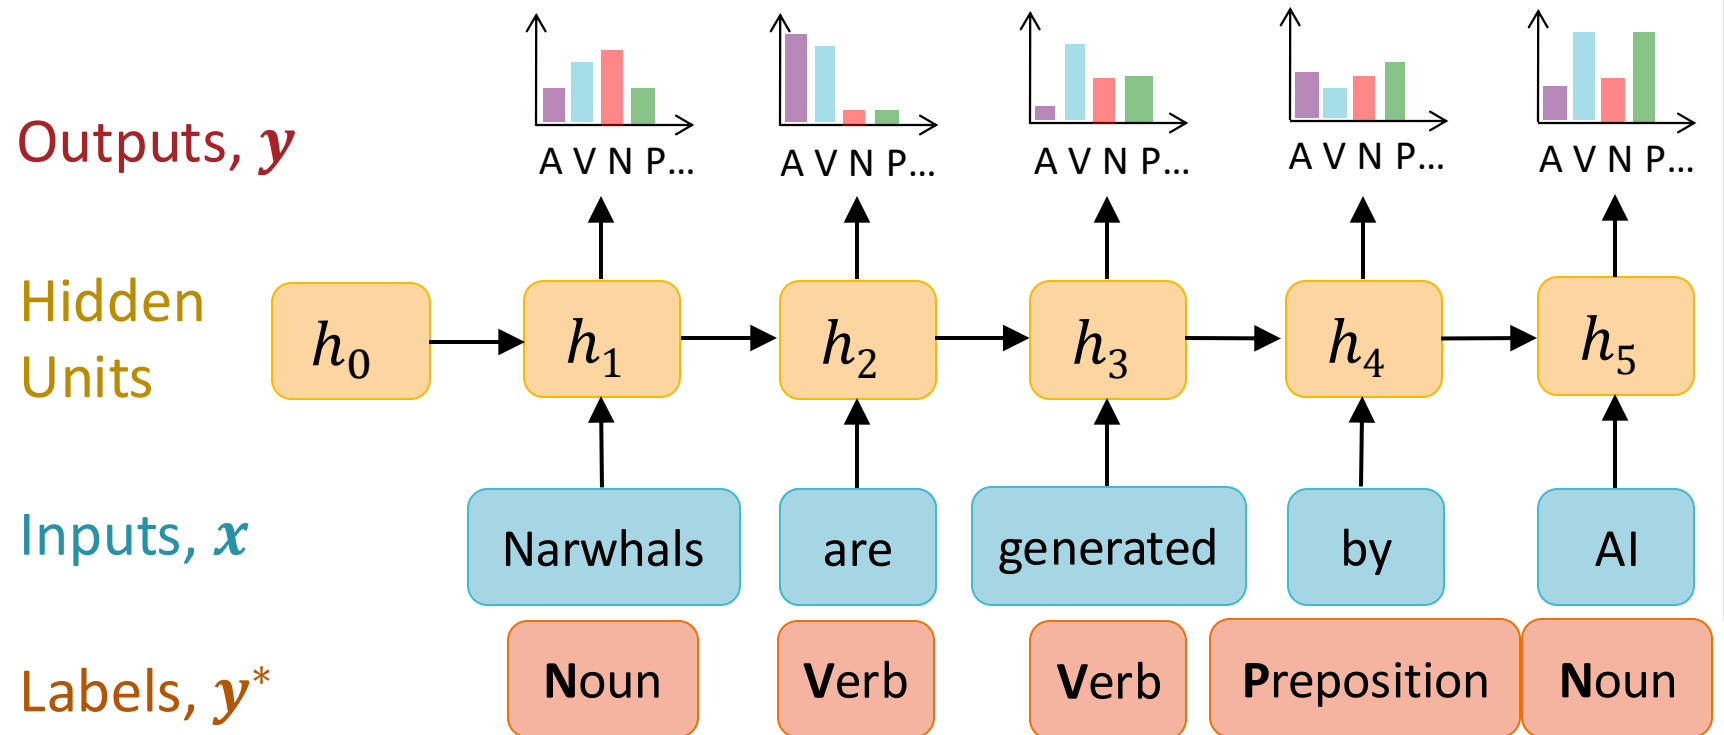 Outputs, y
A V N P...
A V N P...
A V N P...
A V N P...
A V N P...
Hidden
Units
h0
h1
h2
h3
h4
h5
Inputs, x
Narwhals
are
generated
by
AI
Labels, y*
Noun
Verb
Verb
Preposition
Noun